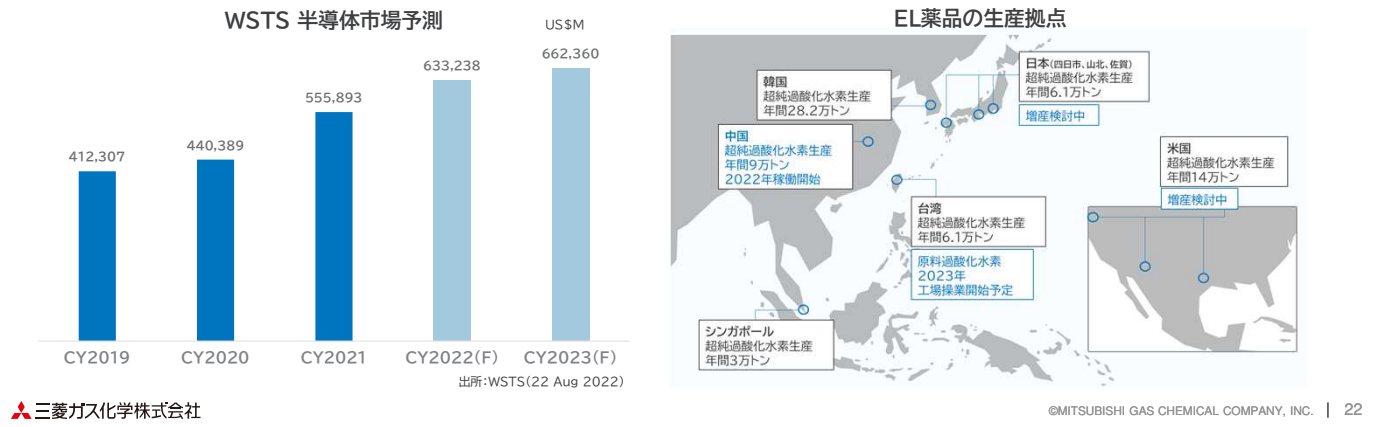 WSTS 半導体市場予測
US$M
412,307
440,389
555,893
633,238
662,360
CY2019
CY2020
CY2021
CY2022(F)
CY2023(F)
出所:WSTS(22 Aug 2022)
EL薬品の生産拠点
韓国
超純過酸化水素生産
年間28.2万トン
中国
超純過酸化水素生産
年間9万トン
2022年稼働開始
日本(四日市、山北、佐賀)
超純過酸化水素生産
年間6.1万トン
増産検討中
米国
超純過酸化水素生産
年間14万トン
増産検討中
台湾
超純過酸化水素生産
年間6.1万トン
原料過酸化水素
2023年
工場操業開始予定
シンガポール
超純過酸化水素生産
年間3万トン
三菱ガス化学株式会社
©MITSUBISHI GAS CHEMICAL COMPANY, INC. | 22